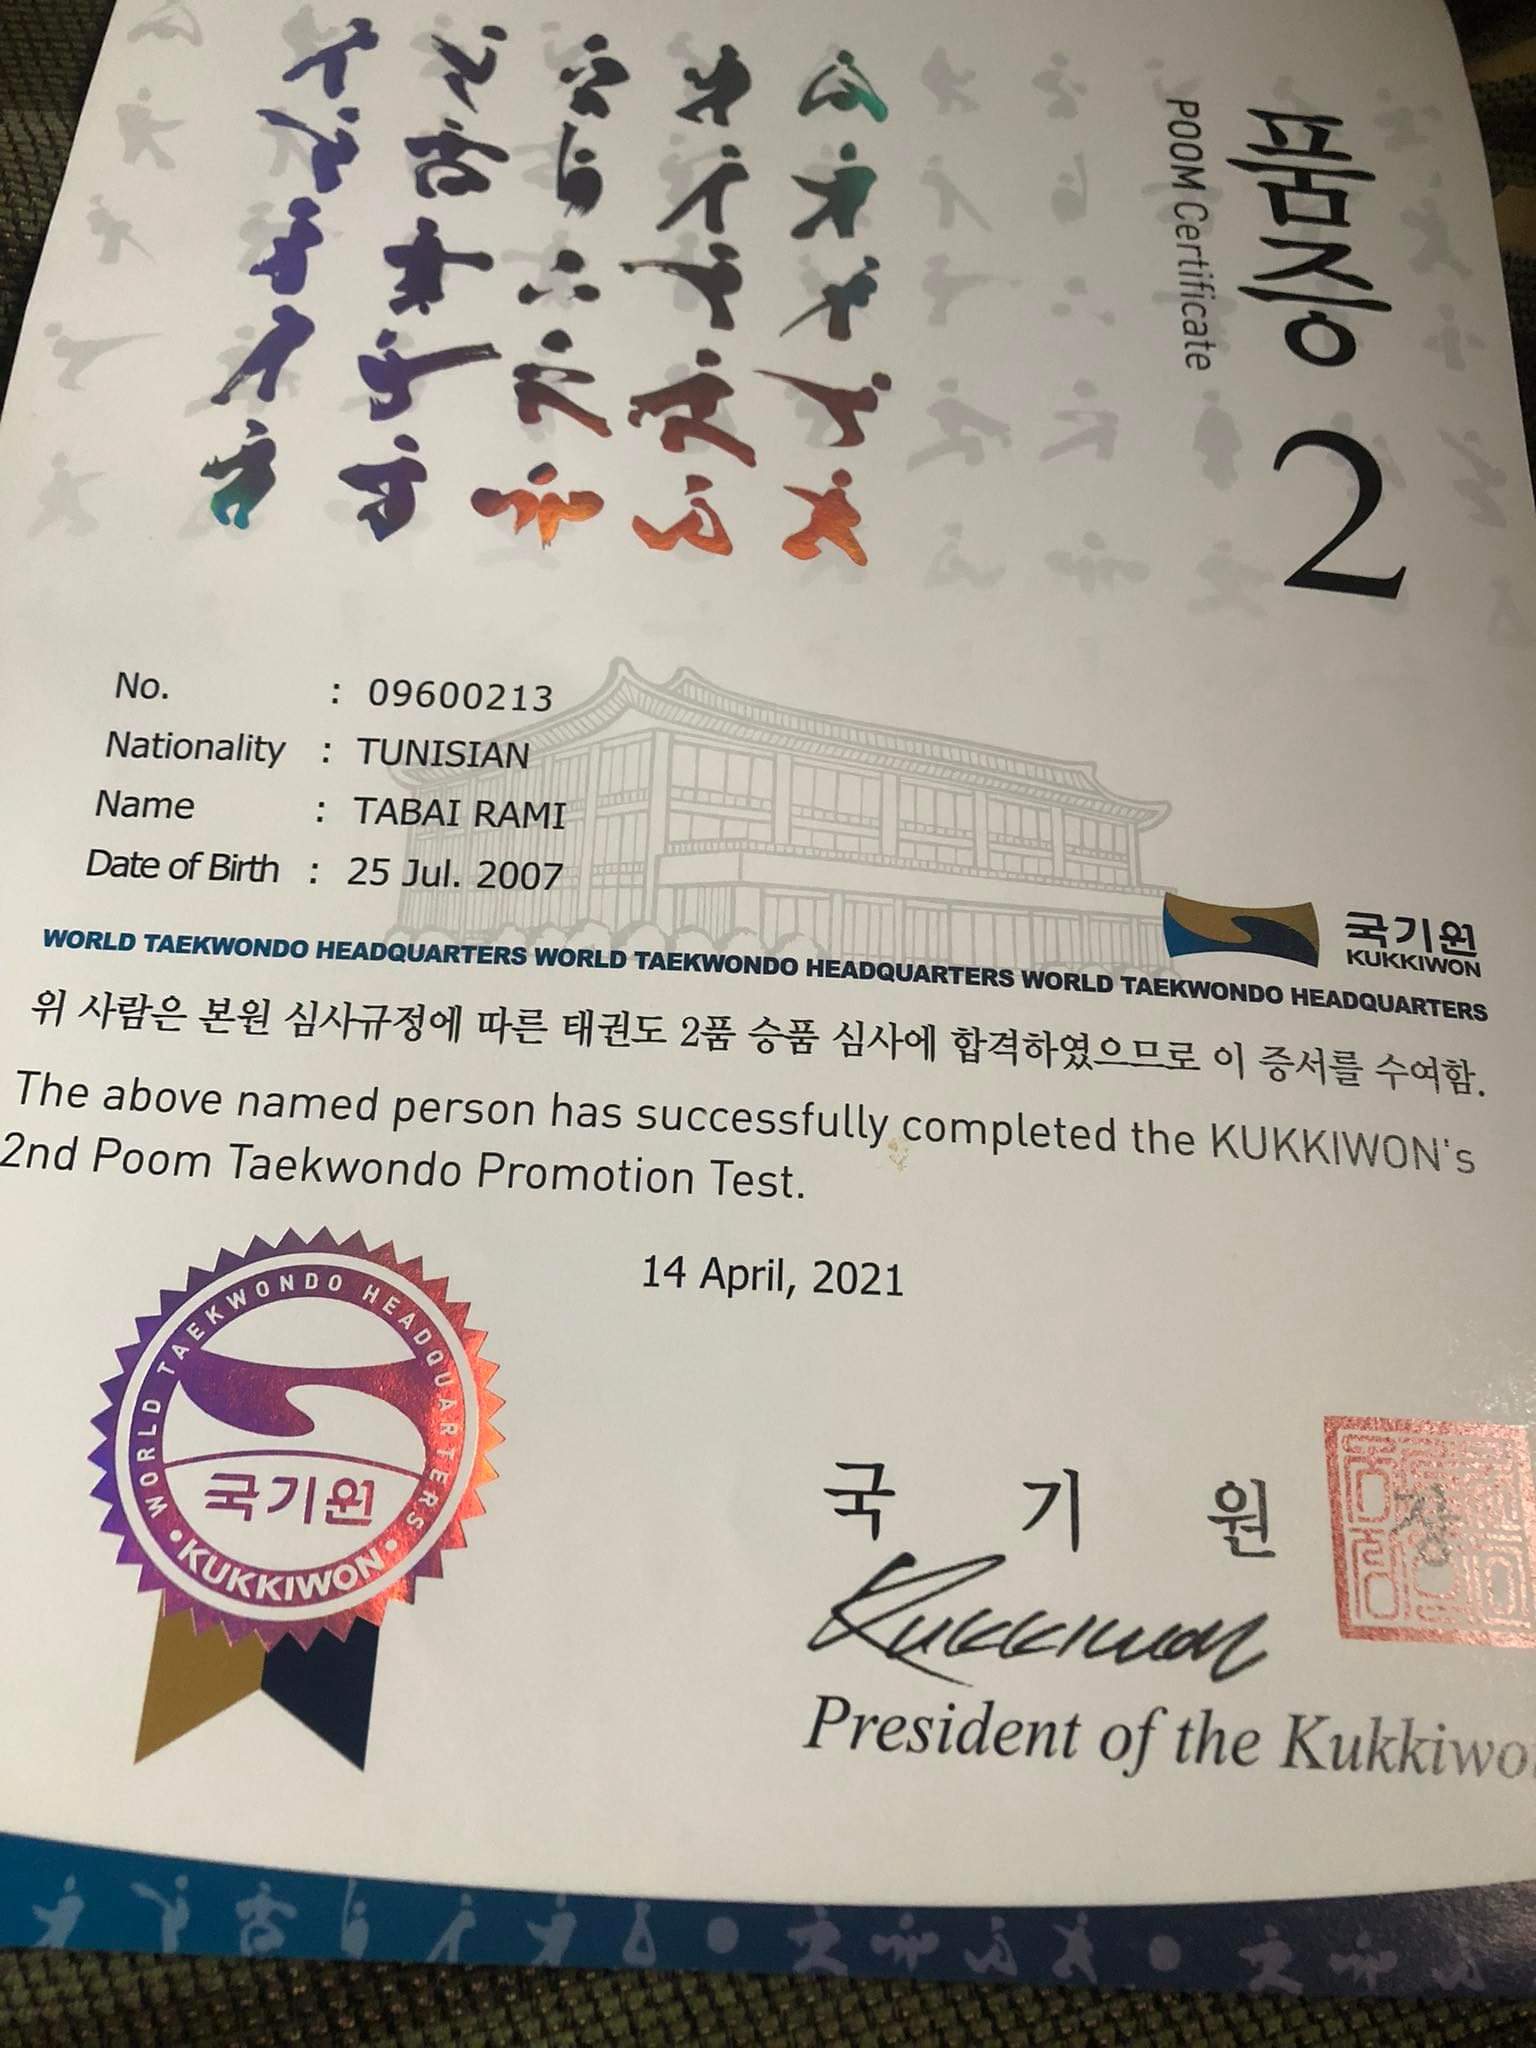 품증
POOM Certificate
2
No. : 09600213
Nationality : TUNISIAN
Name : TABAI RAMI
Date of Birth : 25 Jul. 2007
국기원
KUKKIWON
WORLD TAEKWONDO HEADQUARTERS WORLD TAEKWONDO HEADQUARTERS WORLD TAEKWONDO HEADQUARTERS
위 사람은 본원 심사규정에 따른 태권도 2품 승품 심사에 합격하였으므로 이 증서를 수여함.
The above named person has successfully completed the KUKKIWON's
2nd Poom Taekwondo Promotion Test.
14 April, 2021
WORLD TAEKWONDO HEADQUARTERS
국기원
KUKKIWON
국 기 원 장
Kukkiwon
President of the Kukkiwo